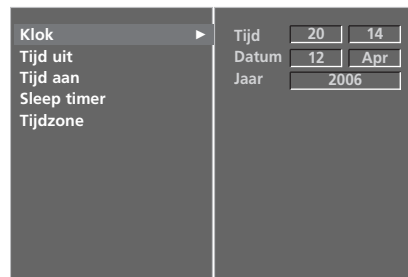 Klok ►
Tijd uit
Tijd aan
Sleep timer
Tijdzone
Tijd 20 14
Datum 12 Apr
Jaar 2006